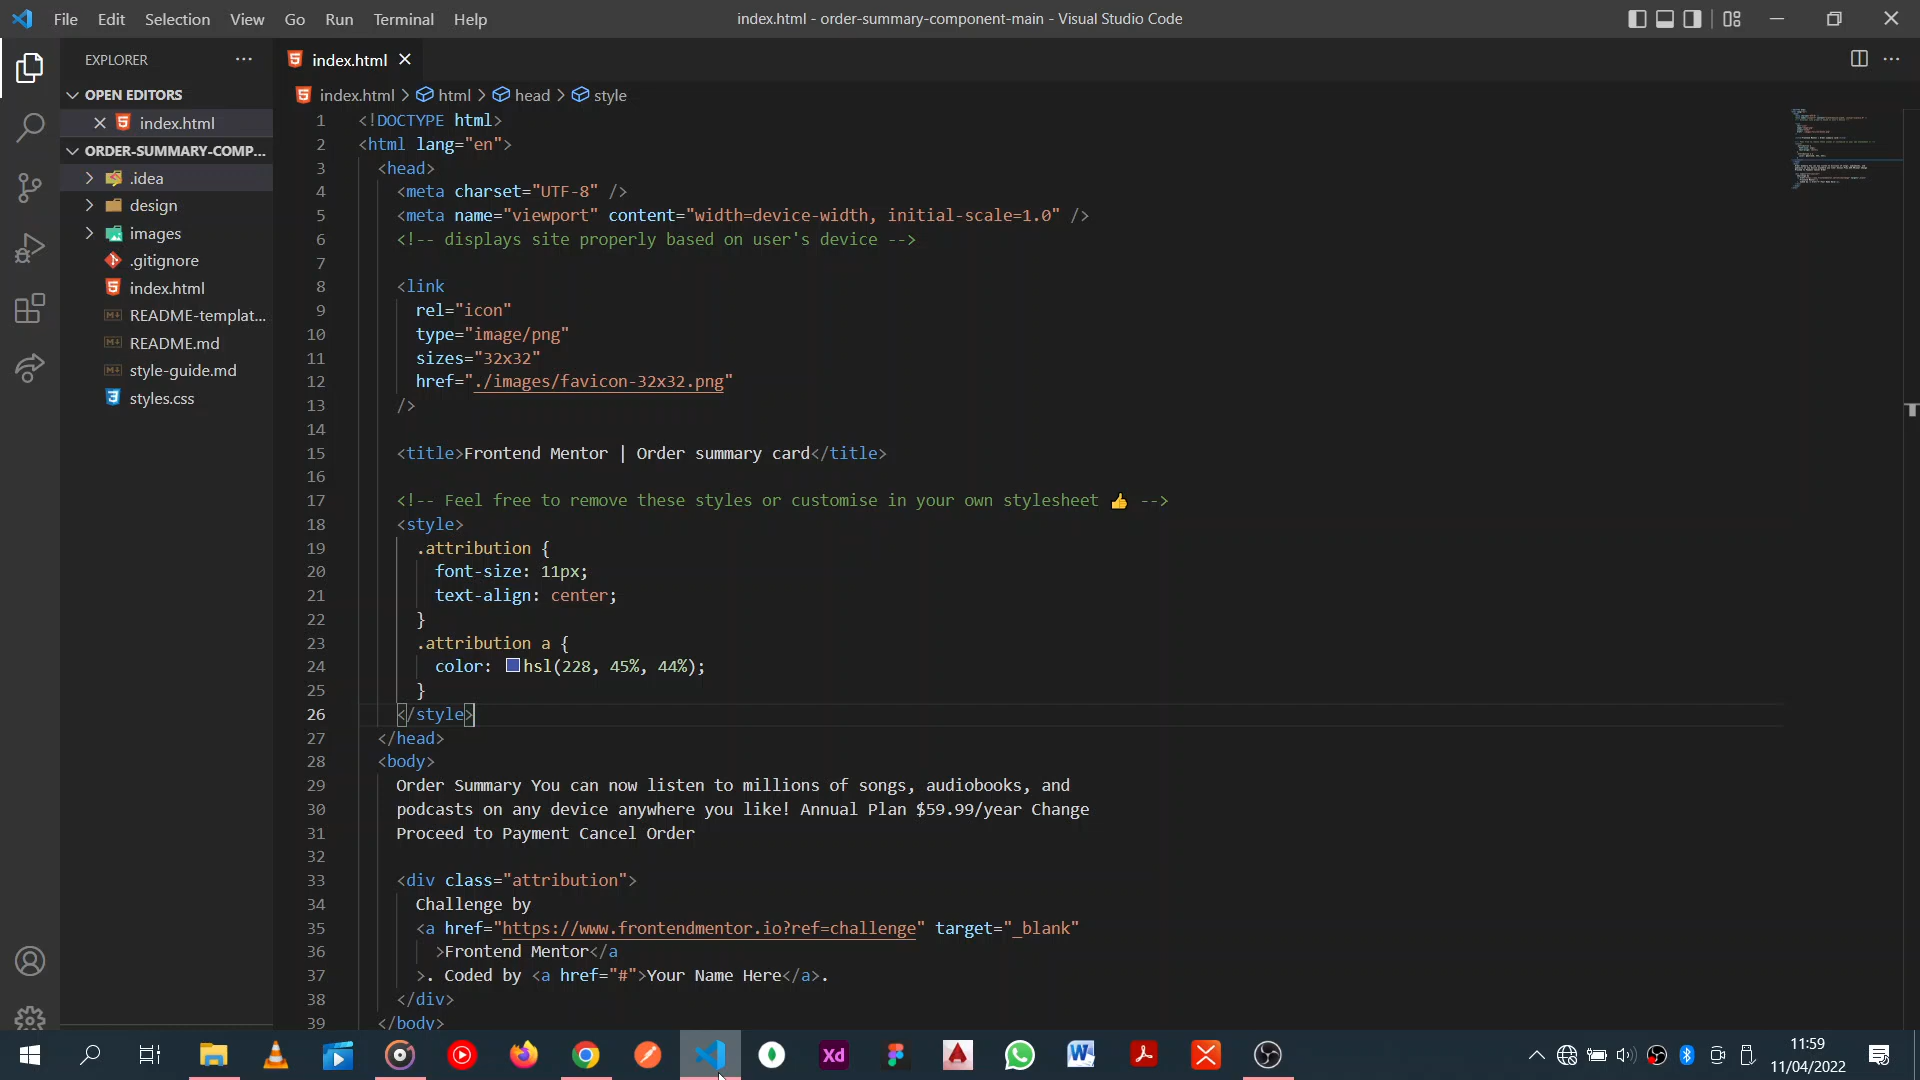 File Edit Selection View Go Run Terminal Help
index.html - order-summary-component-main - Visual Studio Code
EXPLORER
OPEN EDITORS
index.html
ORDER-SUMMARY-COMP...
.idea
design
images
.gitignore
index.html
README-templat...
README.md
style-guide.md
styles.css
index.html
index.html > html > head > style
1 <!DOCTYPE html>
2 <html lang="en">
3 <head>
4 <meta charset="UTF-8" />
5 <meta name="viewport" content="width=device-width, initial-scale=1.0" />
6 <!-- displays site properly based on user's device -->
7
8 <link
9 rel="icon"
10 type="image/png"
11 sizes="32x32"
12 href="./images/favicon-32x32.png"
13 />
14
15 <title>Frontend Mentor | Order summary card</title>
16
17 <!-- Feel free to remove these styles or customise in your own stylesheet 👍 -->
18 <style>
19 .attribution {
20 font-size: 11px;
21 text-align: center;
22 }
23 .attribution a {
24 color: hsl(228, 45%, 44%);
25 }
26 </style>
27 </head>
28 <body>
29 Order Summary You can now listen to millions of songs, audiobooks, and
30 podcasts on any device anywhere you like! Annual Plan $59.99/year Change
31 Proceed to Payment Cancel Order
32
33 <div class="attribution">
34 Challenge by
35 <a href="https://www.frontendmentor.io?ref=challenge" target="_blank"
36 >Frontend Mentor</a
37 >. Coded by <a href="#">Your Name Here</a>.
38 </div>
39 </body>
Xd
11:59
11/04/2022